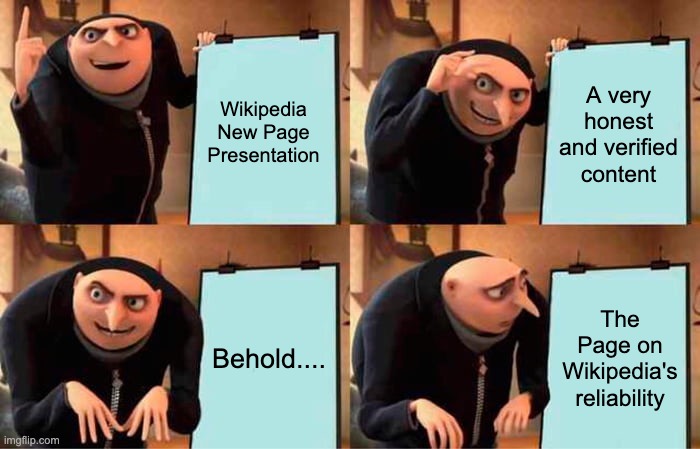 Wikipedia
New Page
Presentation
A very
honest
and verified
content
Behold....
The
Page on
Wikipedia's
reliability
imgflip.com